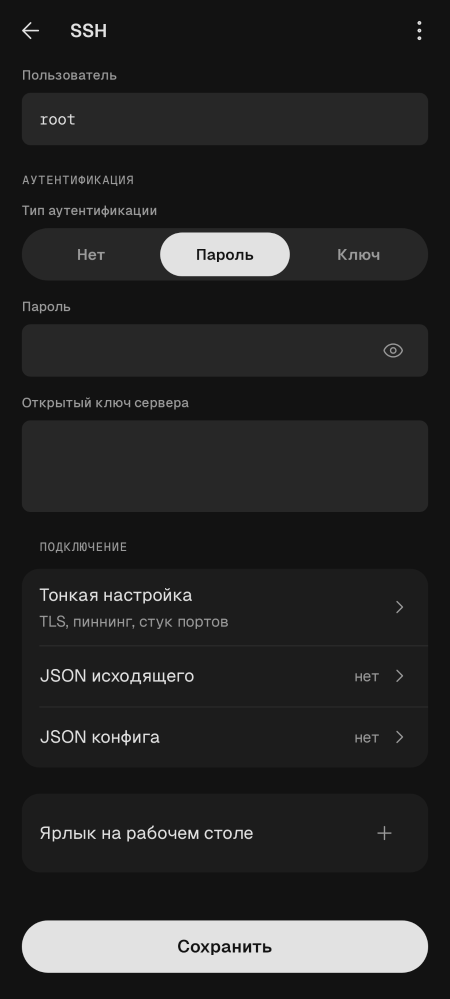 SSH
Пользователь
root
АУТЕНТИФИКАЦИЯ
Тип аутентификации
Нет
Пароль
Ключ
Пароль
Открытый ключ сервера
ПОДКЛЮЧЕНИЕ
Тонкая настройка
TLS, пиннинг, стук портов
JSON исходящего
нет
JSON конфига
нет
Ярлык на рабочем столе
Сохранить